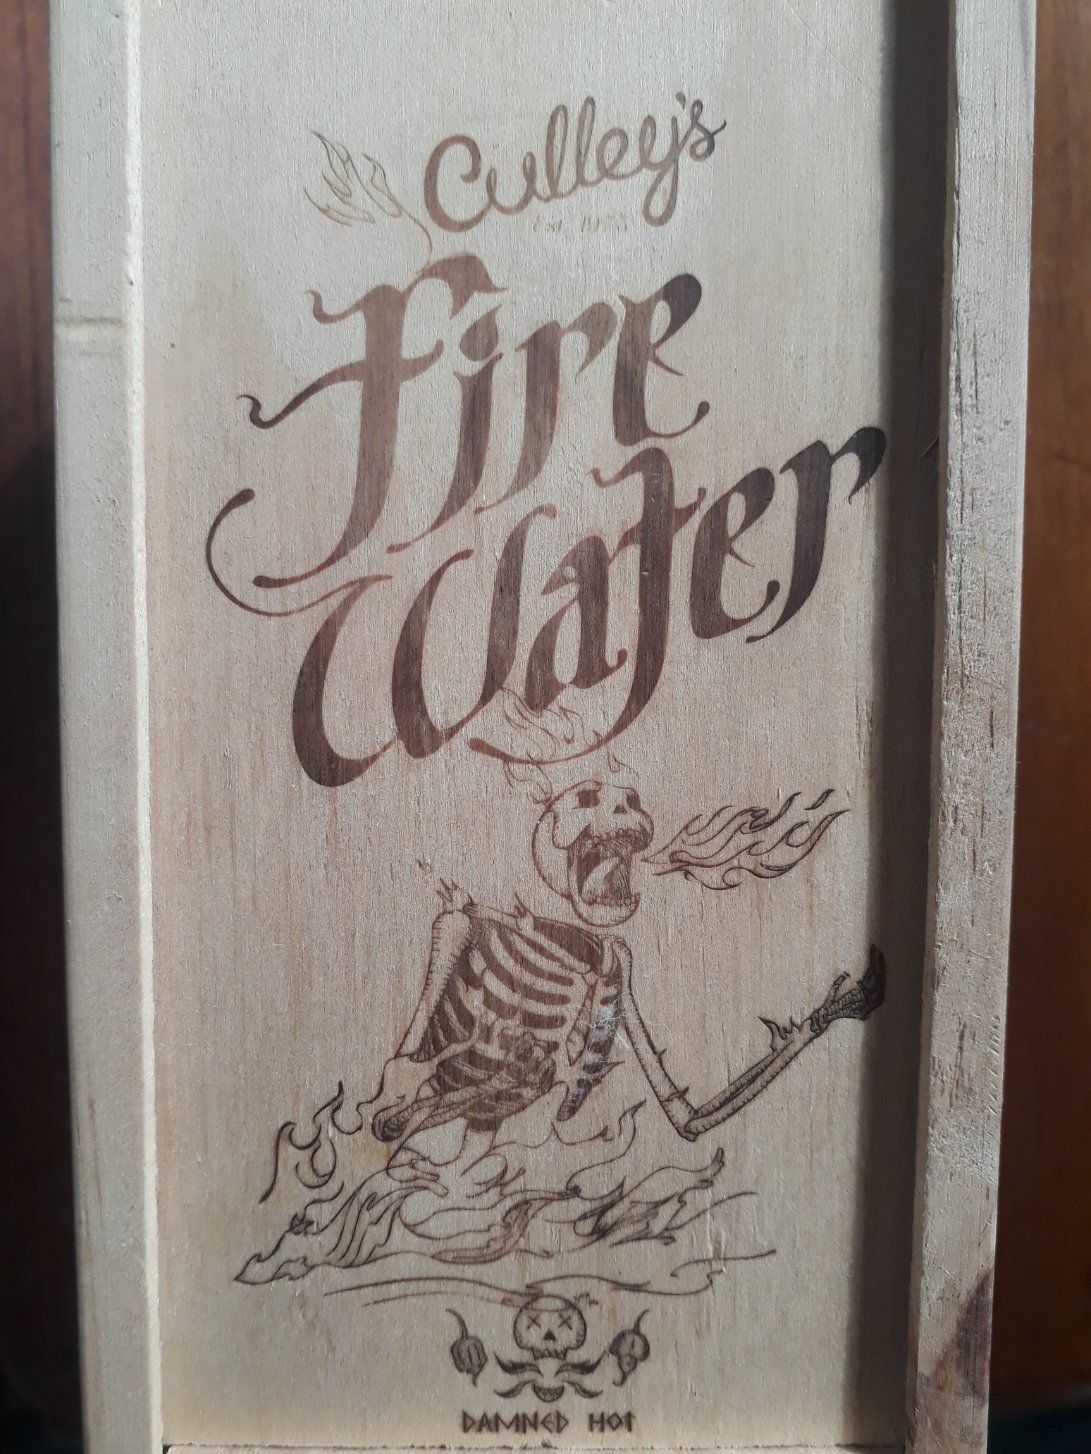 Culley's
Fire
Water
DAMNED HOT